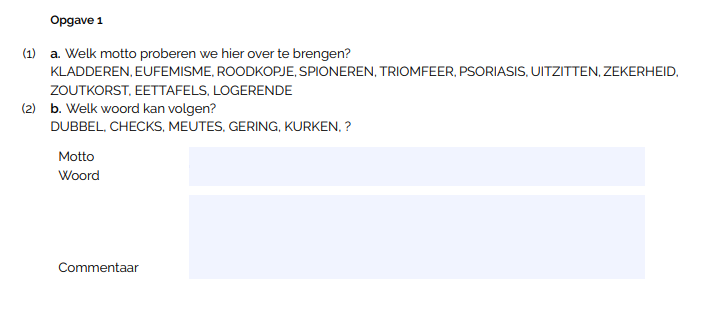 Opgave 1
(1) a. Welk motto proberen we hier over te brengen?
KLADDEREN, EUFEMISME, ROODKOPJE, SPIONEREN, TRIOMFEER, PSORIASIS, UITZITTEN, ZEKERHEID,
ZOUTKORST, EETTAFELS, LOGERENDE
(2) b. Welk woord kan volgen?
DUBBEL, CHECKS, MEUTES, GERING, KURKEN, ?
Motto
Woord
Commentaar